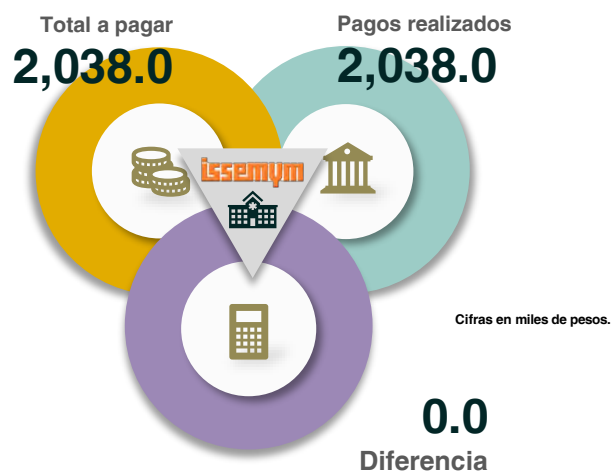 Total a pagar
2,038.0
Pagos realizados
2,038.0
issemym
Cifras en miles de pesos.
0.0
Diferencia